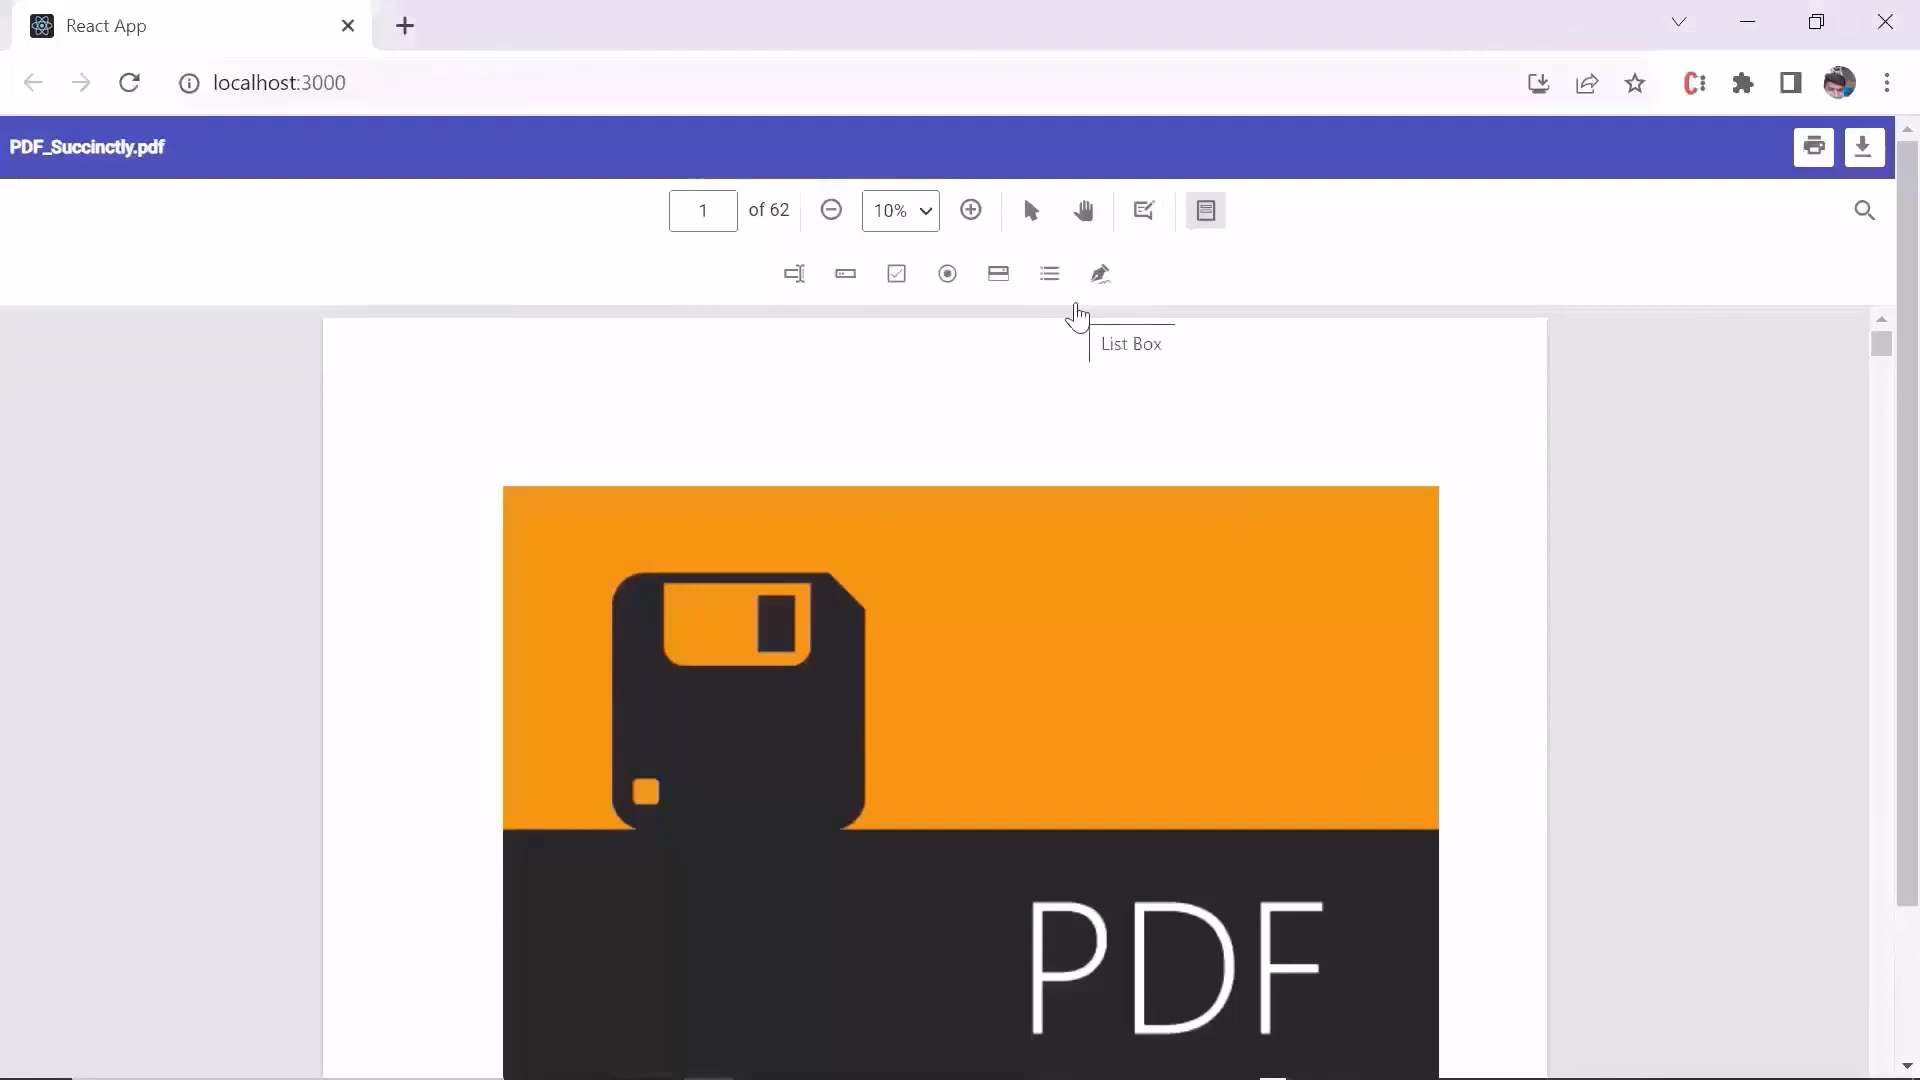 React App
localhost:3000
PDF_Succinctly.pdf
1 of 62 10%
List Box
PDF